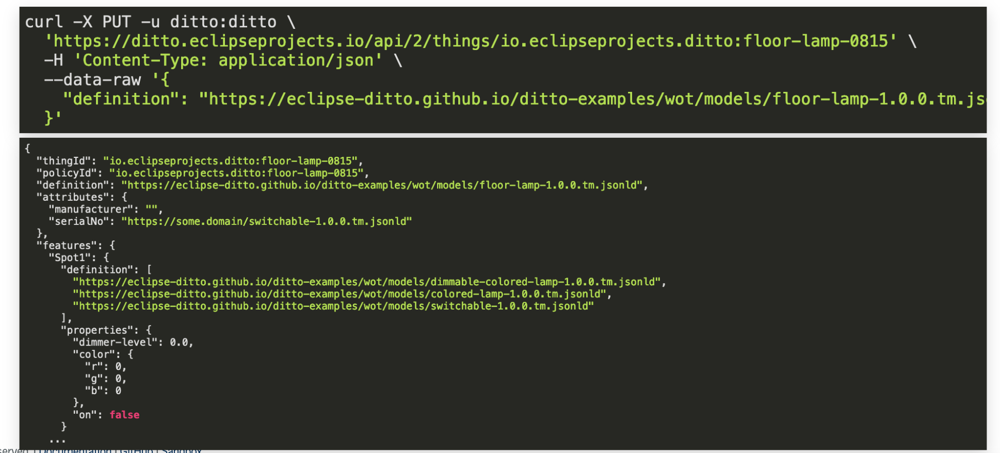 curl -X PUT -u ditto:ditto \
  'https://ditto.eclipseprojects.io/api/2/things/io.eclipseprojects.ditto:floor-lamp-0815' \
  -H 'Content-Type: application/json' \
  --data-raw '{
    "definition": "https://eclipse-ditto.github.io/ditto-examples/wot/models/floor-lamp-1.0.0.tm.js
  }'
{
  "thingId": "io.eclipseprojects.ditto:floor-lamp-0815",
  "policyId": "io.eclipseprojects.ditto:floor-lamp-0815",
  "definition": "https://eclipse-ditto.github.io/ditto-examples/wot/models/floor-lamp-1.0.0.tm.jsonld",
  "attributes": {
    "manufacturer": "",
    "serialNo": "https://some.domain/switchable-1.0.0.tm.jsonld"
  },
  "features": {
    "Spot1": {
      "definition": [
        "https://eclipse-ditto.github.io/ditto-examples/wot/models/dimmable-colored-lamp-1.0.0.tm.jsonld",
        "https://eclipse-ditto.github.io/ditto-examples/wot/models/colored-lamp-1.0.0.tm.jsonld",
        "https://eclipse-ditto.github.io/ditto-examples/wot/models/switchable-1.0.0.tm.jsonld"
      ],
      "properties": {
        "dimmer-level": 0.0,
        "color": {
          "r": 0,
          "g": 0,
          "b": 0
        },
        "on": false
      }
    ...
served. | Documentation | GitHub | Sandbox